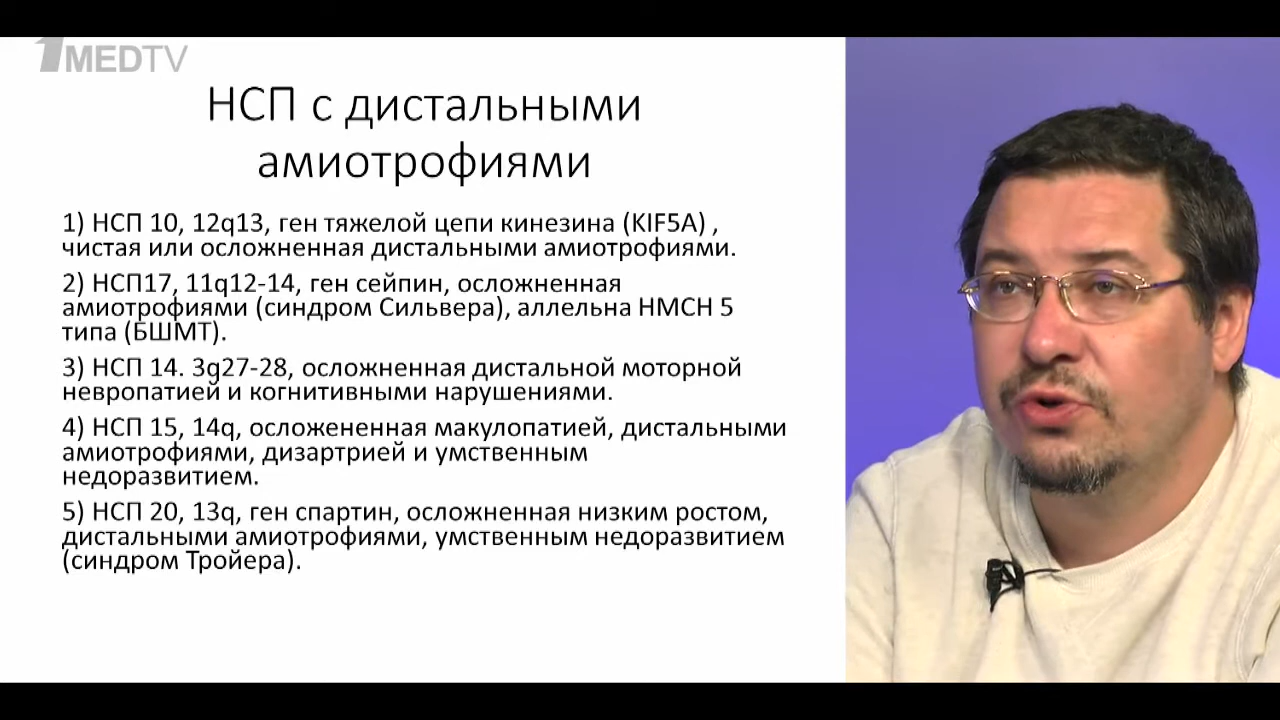 1MEDTV
НСП с дистальными
амиотрофиями
1) НСП 10, 12q13, ген тяжелой цепи кинезина (KIF5A) ,
чистая или осложненная дистальными амиотрофиями.
2) НСП17, 11q12-14, ген сейпин, осложненная
амиотрофиями (синдром Сильвера), аллельна НМСН 5
типа (БШМТ).
3) НСП 14. 3q27-28, осложненная дистальной моторной
невропатией и когнитивными нарушениями.
4) НСП 15, 14q, осложененная макулопатией, дистальными
амиотрофиями, дизартрией и умственным
недоразвитием.
5) НСП 20, 13q, ген спартин, осложненная низким ростом,
дистальными амиотрофиями, умственным недоразвитием
(синдром Тройера).